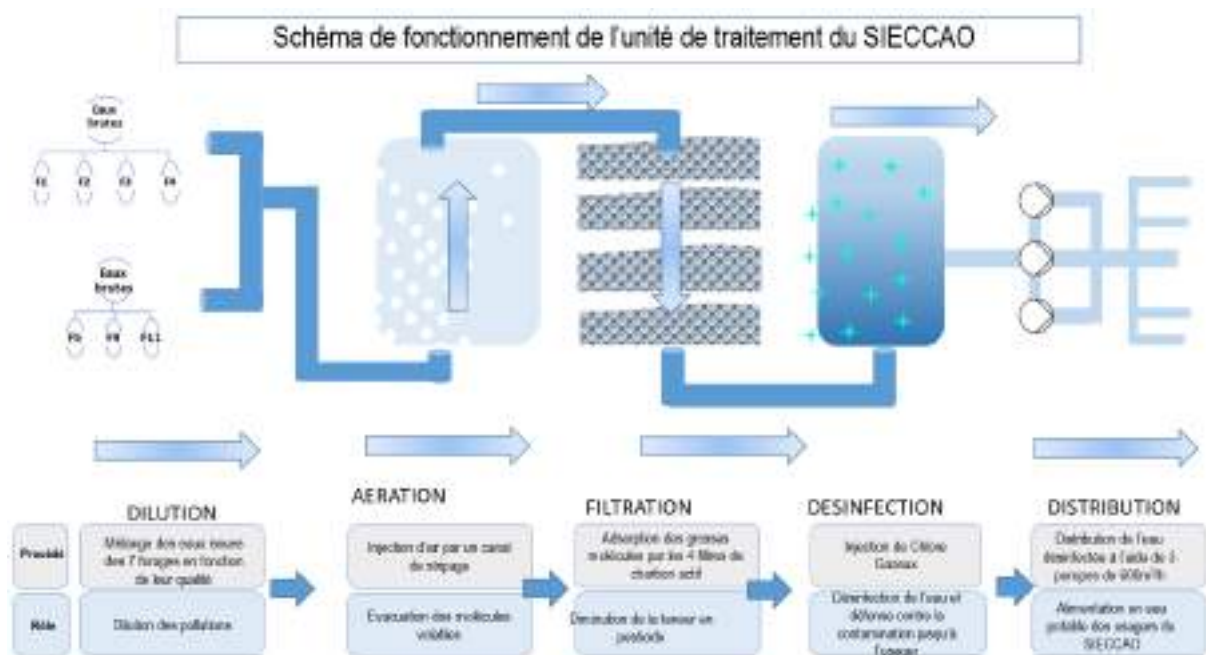 Schéma de fonctionnement de l'unité de traitement du SIECCAO
Eaux
brutes
F1 F2 F3 F4
Eaux
brutes
F5 F8 F11
DILUTION
AERATION
FILTRATION
DESINFECTION
DISTRIBUTION
Procédé
Mélange des eaux issues
des 7 forages en fonction
de leur qualité
Injection d'air par un canal
de stripage
Adsorption des grosses
molécules par les 4 filtres de
charbon actif
Injection de Chlore
Gazeux
Distribution de l'eau
désinfectée à l'aide de 3
pompes de 600m³/h
Rôle
Dilution des pollutions
Evacuation des molécules
volatiles
Diminution de la teneur en
pesticide
Désinfection de l'eau et
défense contre la
contamination jusqu'à
l'usager
Alimentation en eau
potable des usagers du
SIECCAO